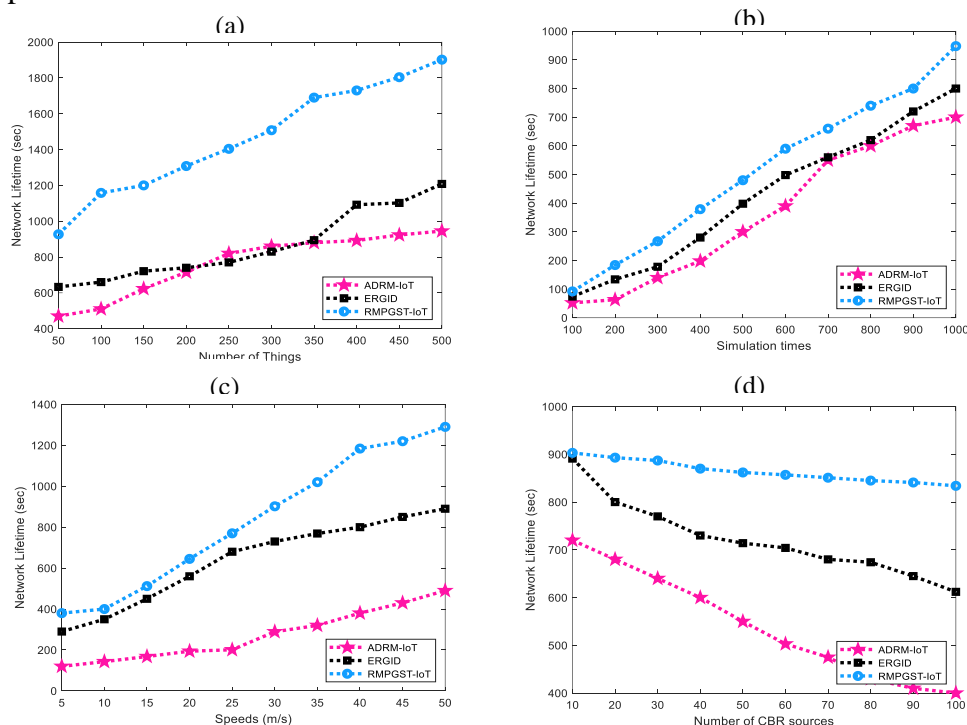 (a)
2000
1800
1600
1400
1200
1000
800
600
400
Network Lifetime (sec)
50 100 150 200 250 300 350 400 450 500
Number of Things
ADRM-IoT
ERGID
RMPGST-IoT
(b)
1000
900
800
700
600
500
400
300
200
100
0
Network Lifetime (sec)
100 200 300 400 500 600 700 800 900 1000
Simulation times
ADRM-IoT
ERGID
RMPGST-IoT
(c)
1400
1200
1000
800
600
400
200
0
Network Lifetime (sec)
5 5 10 15 20 25 30 35 40 45 50
Speeds (m/s)
ADRM-IoT
ERGID
RMPGST-IoT
(d)
1000
900
800
700
600
500
400
Network Lifetime (sec)
10 20 30 40 50 60 70 80 90 100
Number of CBR sources
ADRM-IoT
ERGID
RMPGST-IoT